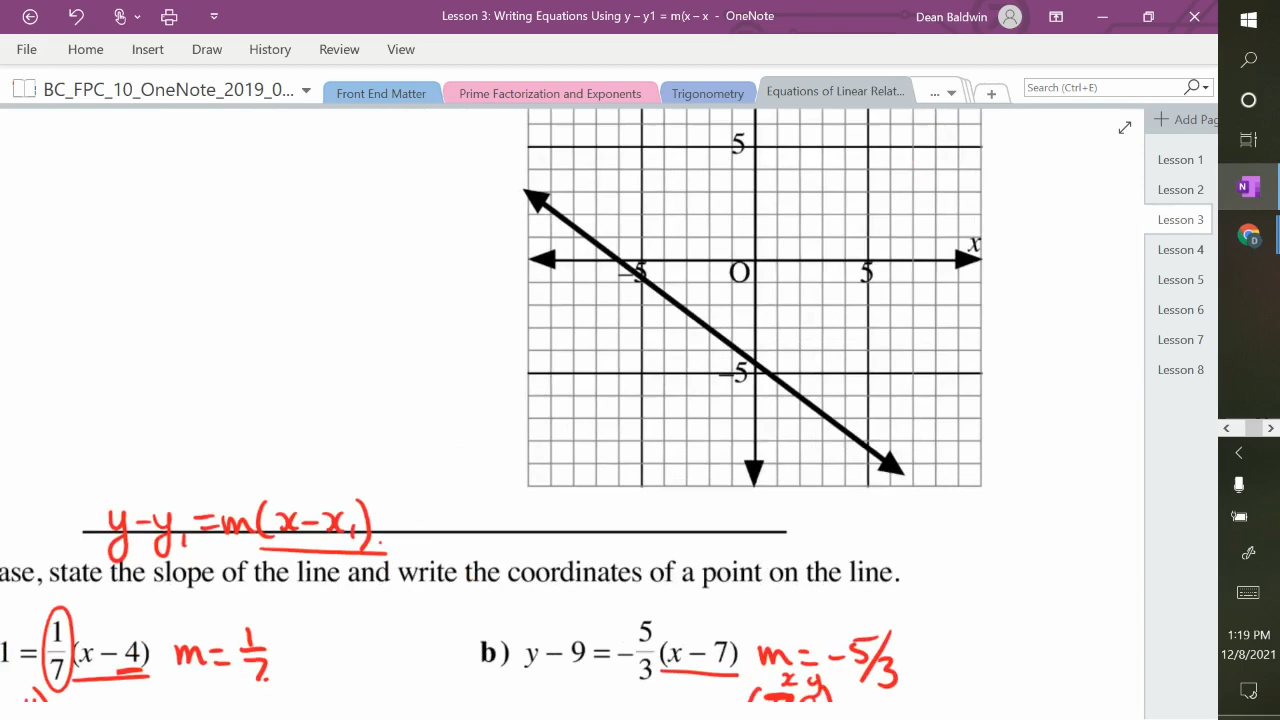 Lesson 3: Writing Equations Using y – y1 = m(x – x - OneNote
Dean Baldwin
File Home Insert Draw History Review View
BC_FPC_10_OneNote_2019_0...
Front End Matter
Prime Factorization and Exponents
Trigonometry
Equations of Linear Relat...
...
Search (Ctrl+E)
Add Pag
Lesson 1
Lesson 2
Lesson 3
Lesson 4
Lesson 5
Lesson 6
Lesson 7
Lesson 8
5
x
–5 O 5
–5
y-y₁=m(x-x₁)
ase, state the slope of the line and write the coordinates of a point on the line.
1 = 1/7 (x – 4) m = 1/7
b) y – 9 = –5/3 (x – 7) m = -5/3
x y
1:19 PM
12/8/2021